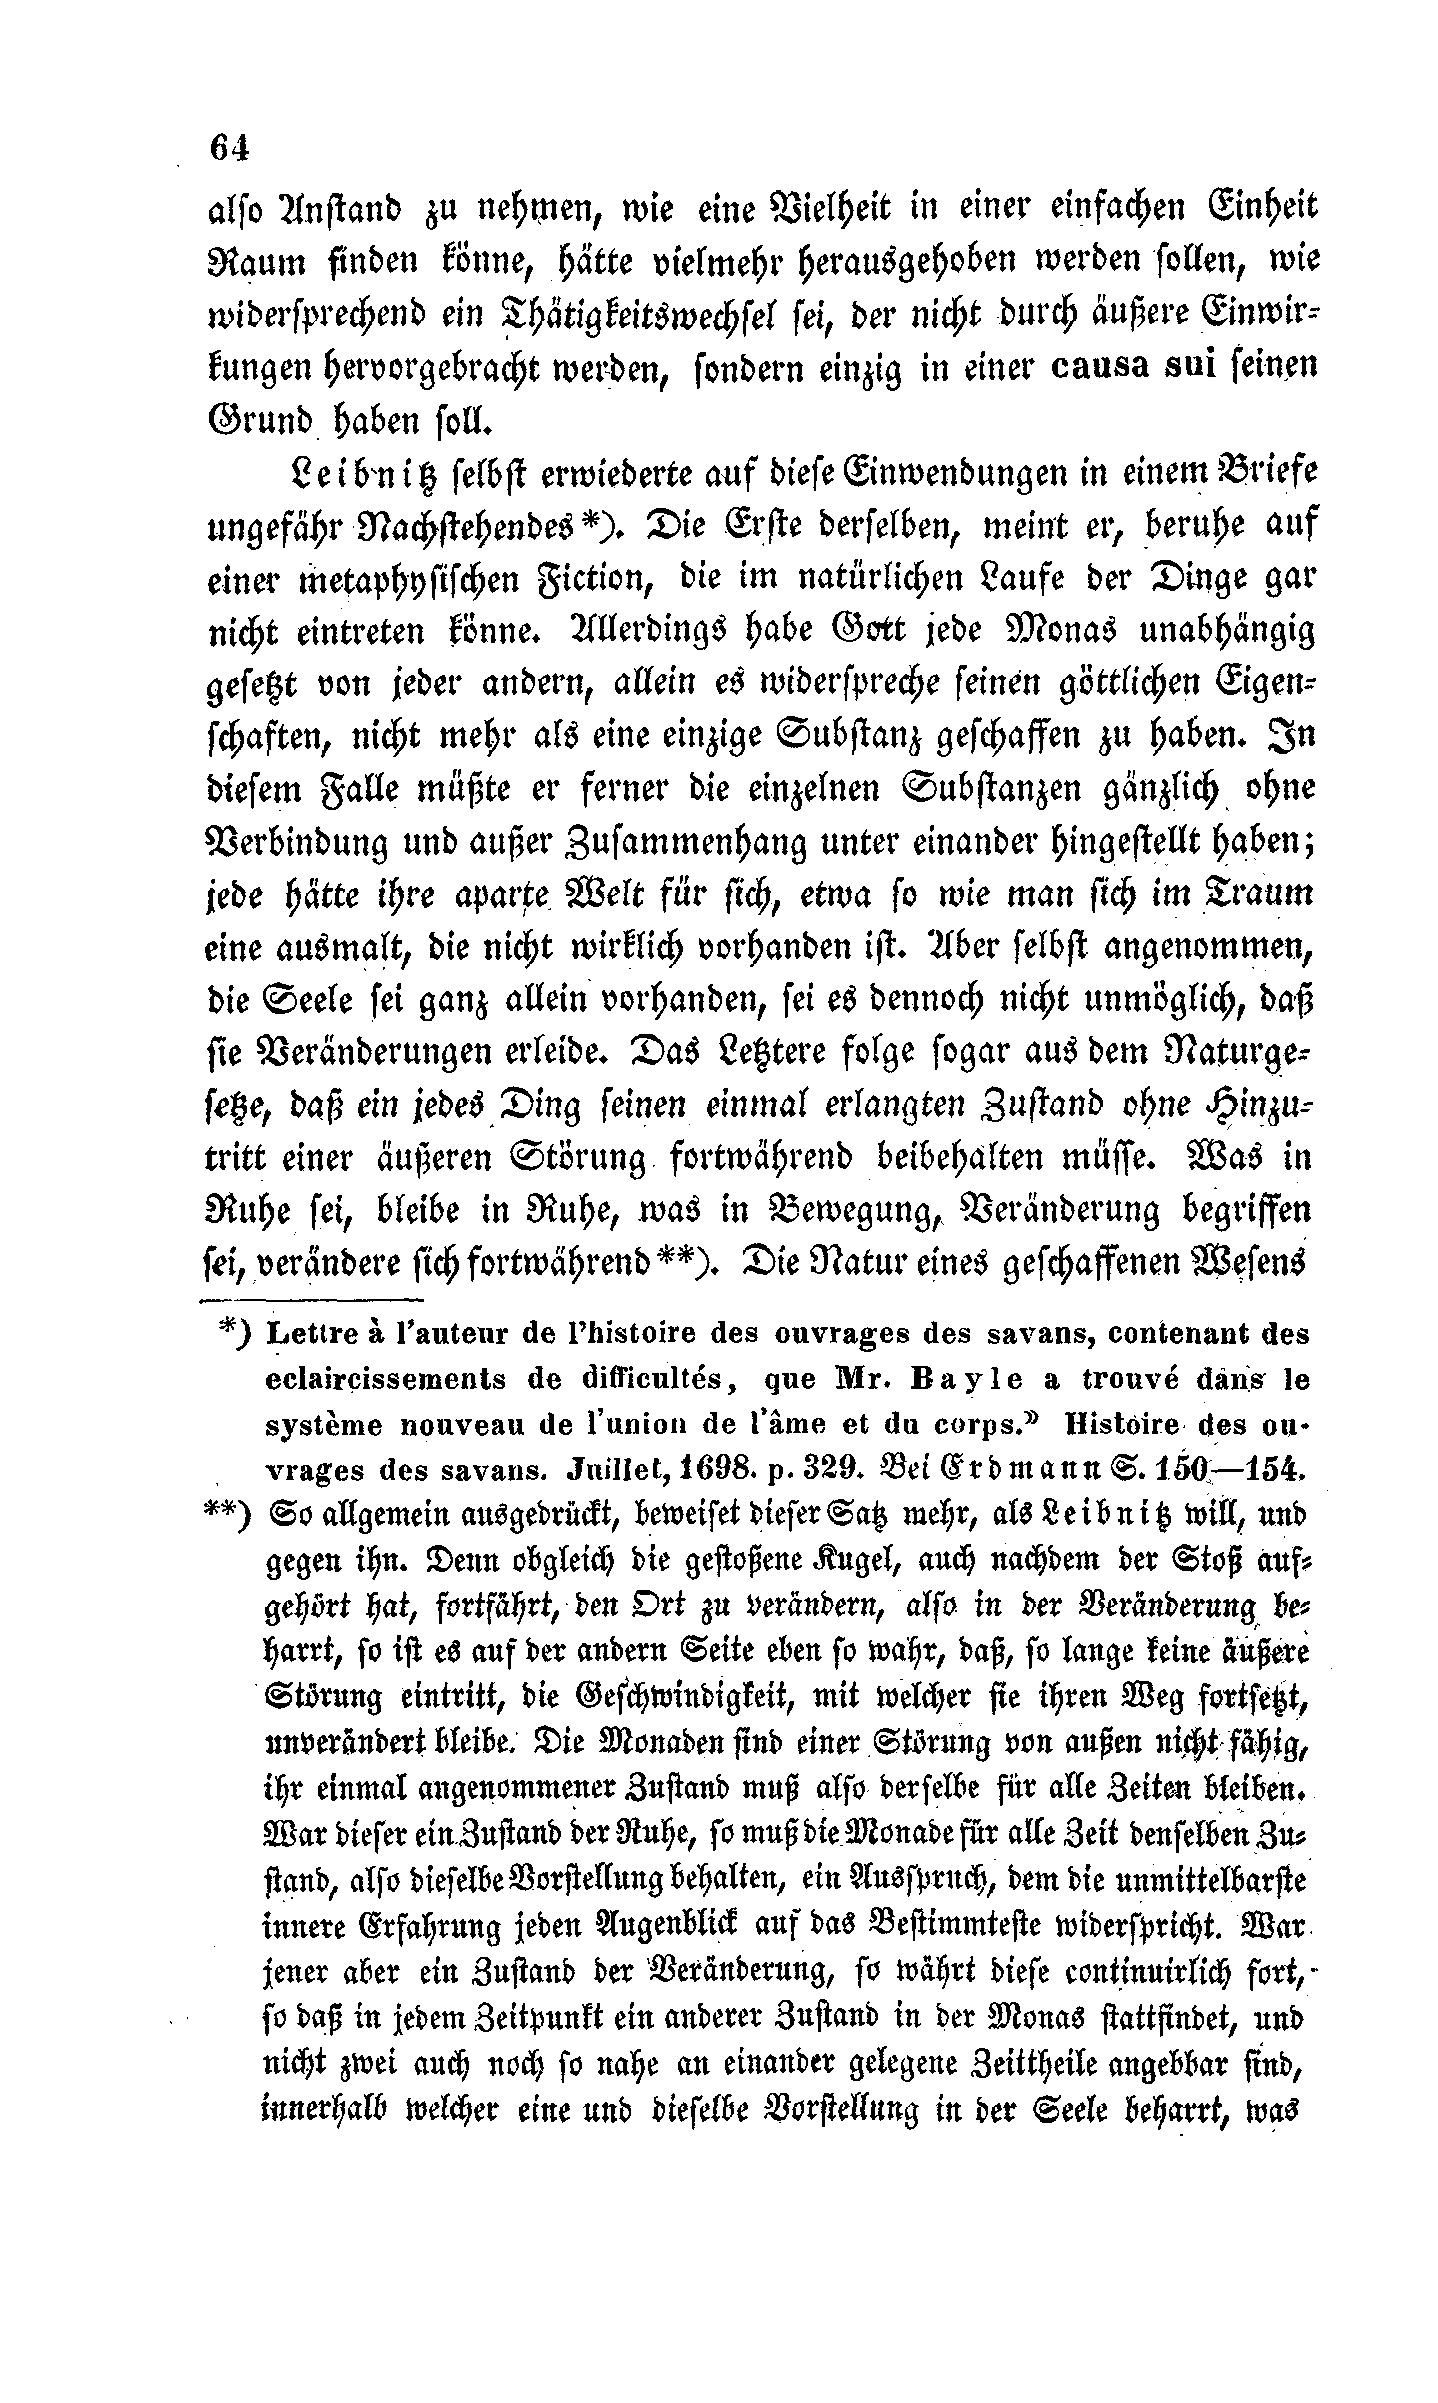 64
also Anstand zu nehmen, wie eine Vielheit in einer einfachen Einheit
Raum finden könne, hätte vielmehr herausgehoben werden sollen, wie
widersprechend ein Thätigkeitswechsel sei, der nicht durch äußere Einwir-
kungen hervorgebracht werden, sondern einzig in einer causa sui seinen
Grund haben soll.
Leibnitz selbst erwiederte auf diese Einwendungen in einem Briefe
ungefähr Nachstehendes*). Die Erste derselben, meint er, beruhe auf
einer metaphysischen Fiction, die im natürlichen Laufe der Dinge gar
nicht eintreten könne. Allerdings habe Gott jede Monas unabhängig
gesetzt von jeder andern, allein es widerspreche seinen göttlichen Eigen-
schaften, nicht mehr als eine einzige Substanz geschaffen zu haben. In
diesem Falle müßte er ferner die einzelnen Substanzen gänzlich ohne
Verbindung und außer Zusammenhang unter einander hingestellt haben;
jede hätte ihre aparte Welt für sich, etwa so wie man sich im Traum
eine ausmalt, die nicht wirklich vorhanden ist. Aber selbst angenommen,
die Seele sei ganz allein vorhanden, sei es dennoch nicht unmöglich, daß
sie Veränderungen erleide. Das Letztere folge sogar aus dem Naturge-
setze, daß ein jedes Ding seinen einmal erlangten Zustand ohne Hinzu-
tritt einer äußeren Störung fortwährend beibehalten müsse. Was in
Ruhe sei, bleibe in Ruhe, was in Bewegung, Veränderung begriffen
sei, verändere sich fortwährend**). Die Natur eines geschaffenen Wesens
*) Lettre à l'auteur de l'histoire des ouvrages des savans, contenant des
eclaircissements de difficultés, que Mr. Bayle a trouvé dans le
système nouveau de l'union de l'âme et du corps.» Histoire des ou-
vrages des savans. Juillet, 1698. p. 329. Bei Erdmann S. 150—154.
**) So allgemein ausgedrückt, beweiset dieser Satz mehr, als Leibnitz will, und
gegen ihn. Denn obgleich die gestoßene Kugel, auch nachdem der Stoß auf-
gehört hat, fortfährt, den Ort zu verändern, also in der Veränderung be-
harrt, so ist es auf der andern Seite eben so wahr, daß, so lange keine äußere
Störung eintritt, die Geschwindigkeit, mit welcher sie ihren Weg fortsetzt,
unverändert bleibe. Die Monaden sind einer Störung von außen nicht fähig,
ihr einmal angenommener Zustand muß also derselbe für alle Zeiten bleiben.
War dieser ein Zustand der Ruhe, so muß die Monade für alle Zeit denselben Zu-
stand, also dieselbe Vorstellung behalten, ein Ausspruch, dem die unmittelbarste
innere Erfahrung jeden Augenblick auf das Bestimmteste widerspricht. War
jener aber ein Zustand der Veränderung, so währt diese continuirlich fort,
so daß in jedem Zeitpunkt ein anderer Zustand in der Monas stattfindet, und
nicht zwei auch noch so nahe an einander gelegene Zeittheile angebbar sind,
innerhalb welcher eine und dieselbe Vorstellung in der Seele beharrt, was